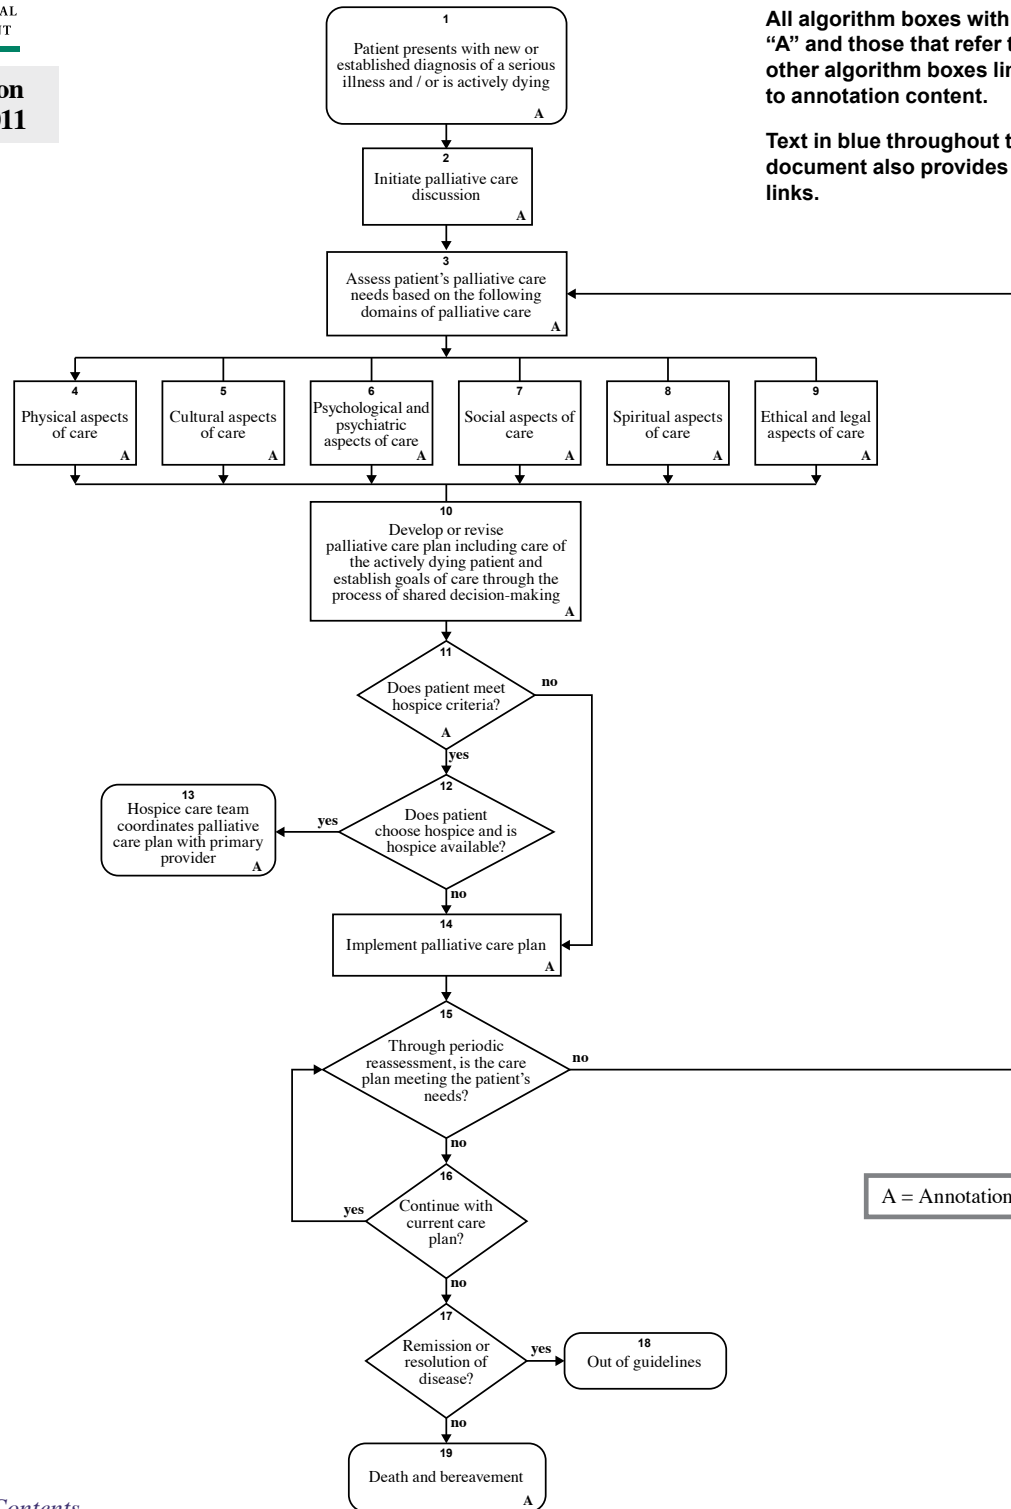 AL
NT
on
011
All algorithm boxes with
“A” and those that refer t
other algorithm boxes lin
to annotation content.
Text in blue throughout t
document also provides
links.
1
Patient presents with new or
established diagnosis of a serious
illness and / or is actively dying
A
2
Initiate palliative care
discussion
A
3
Assess patient’s palliative care
needs based on the following
domains of palliative care
A
4
Physical aspects
of care
A
5
Cultural aspects
of care
A
6
Psychological and
psychiatric
aspects of care
A
7
Social aspects of
care
A
8
Spiritual aspects
of care
A
9
Ethical and legal
aspects of care
A
10
Develop or revise
palliative care plan including care of
the actively dying patient and
establish goals of care through the
process of shared decision-making
A
11
Does patient meet
hospice criteria?
A
no
yes
12
Does patient
choose hospice and is
hospice available?
yes
13
Hospice care team
coordinates palliative
care plan with primary
provider
A
no
14
Implement palliative care plan
A
15
Through periodic
reassessment, is the care
plan meeting the patient’s
needs?
no
no
16
Continue with
current care
plan?
yes
A = Annotation
no
17
Remission or
resolution of
disease?
yes
18
Out of guidelines
no
19
Death and bereavement
A
Contents